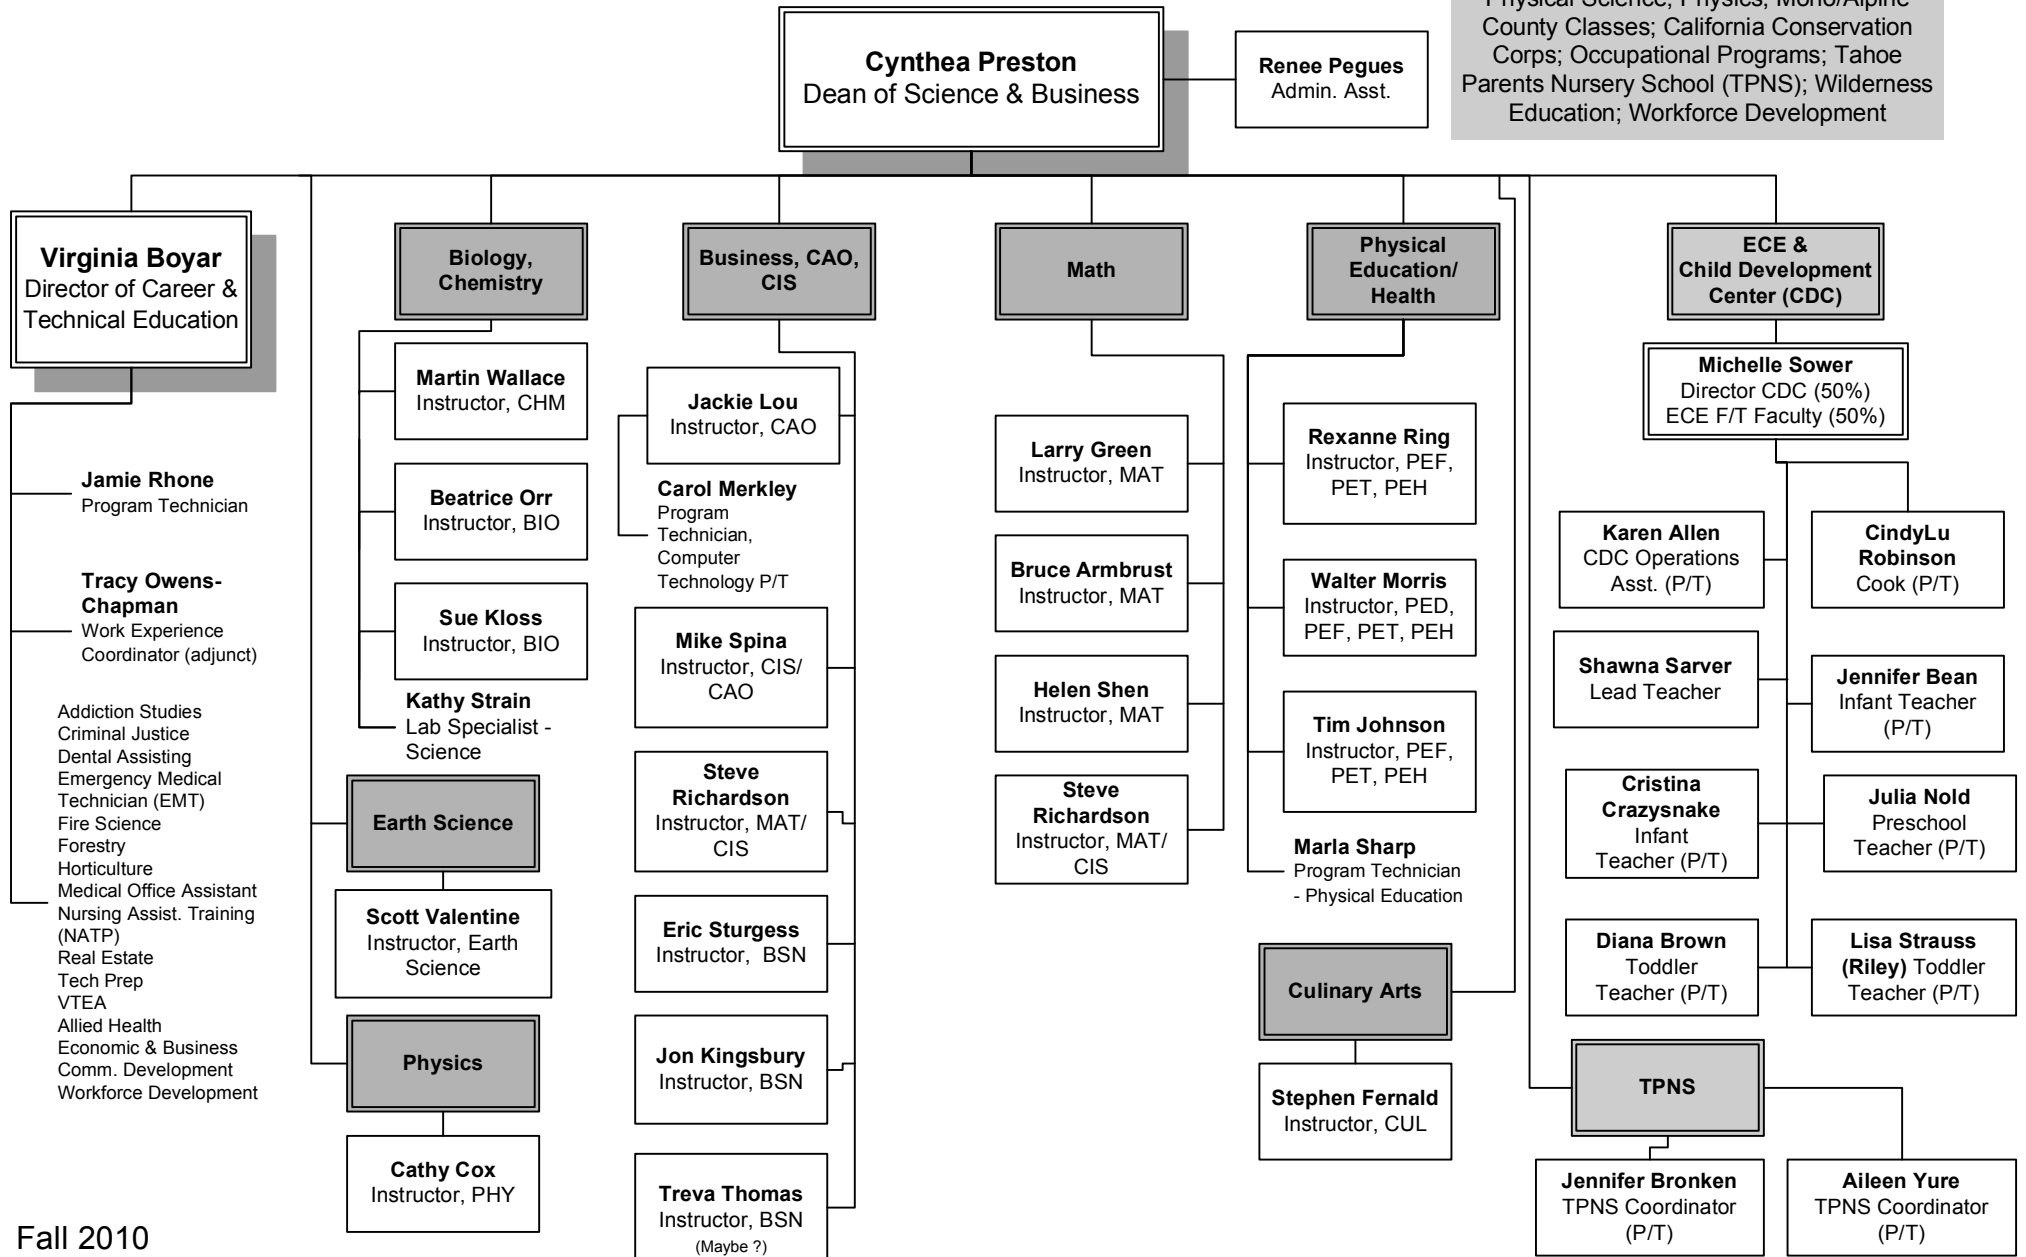 Physical Science; Physics; Mono/Alpine
County Classes; California Conservation
Corps; Occupational Programs; Tahoe
Parents Nursery School (TPNS); Wilderness
Education; Workforce Development
Cynthea Preston
Dean of Science & Business
Renee Pegues
Admin. Asst.
Virginia Boyar
Director of Career &
Technical Education
Jamie Rhone
Program Technician
Tracy Owens-
Chapman
Work Experience
Coordinator (adjunct)
Addiction Studies
Criminal Justice
Dental Assisting
Emergency Medical
Technician (EMT)
Fire Science
Forestry
Horticulture
Medical Office Assistant
Nursing Assist. Training
(NATP)
Real Estate
Tech Prep
VTEA
Allied Health
Economic & Business
Comm. Development
Workforce Development
Biology,
Chemistry
Martin Wallace
Instructor, CHM
Beatrice Orr
Instructor, BIO
Sue Kloss
Instructor, BIO
Kathy Strain
Lab Specialist -
Science
Earth Science
Scott Valentine
Instructor, Earth
Science
Physics
Cathy Cox
Instructor, PHY
Business, CAO,
CIS
Jackie Lou
Instructor, CAO
Carol Merkley
Program
Technician,
Computer
Technology P/T
Mike Spina
Instructor, CIS/
CAO
Steve
Richardson
Instructor, MAT/
CIS
Eric Sturgess
Instructor, BSN
Jon Kingsbury
Instructor, BSN
Treva Thomas
Instructor, BSN
(Maybe ?)
Math
Larry Green
Instructor, MAT
Bruce Armbrust
Instructor, MAT
Helen Shen
Instructor, MAT
Steve
Richardson
Instructor, MAT/
CIS
Physical
Education/
Health
Rexanne Ring
Instructor, PEF,
PET, PEH
Walter Morris
Instructor, PED,
PEF, PET, PEH
Tim Johnson
Instructor, PEF,
PET, PEH
Marla Sharp
Program Technician
- Physical Education
Culinary Arts
Stephen Fernald
Instructor, CUL
ECE &
Child Development
Center (CDC)
Michelle Sower
Director CDC (50%)
ECE F/T Faculty (50%)
Karen Allen
CDC Operations
Asst. (P/T)
CindyLu
Robinson
Cook (P/T)
Shawna Sarver
Lead Teacher
Jennifer Bean
Infant Teacher
(P/T)
Cristina
Crazysnake
Infant
Teacher (P/T)
Julia Nold
Preschool
Teacher (P/T)
Diana Brown
Toddler
Teacher (P/T)
Lisa Strauss
(Riley) Toddler
Teacher (P/T)
TPNS
Jennifer Bronken
TPNS Coordinator
(P/T)
Aileen Yure
TPNS Coordinator
(P/T)
Fall 2010